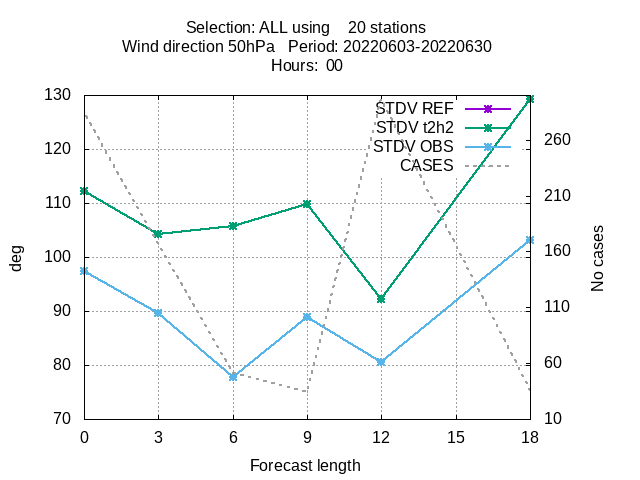 Selection: ALL using    20 stations
Wind direction 50hPa   Period: 20220603-20220630
Hours:  00
STDV REF
STDV t2h2
STDV OBS
CASES
130
120
110
100
90
80
70
260
210
160
110
60
10
deg
No cases
0 3 6 9 12 15 18
Forecast length